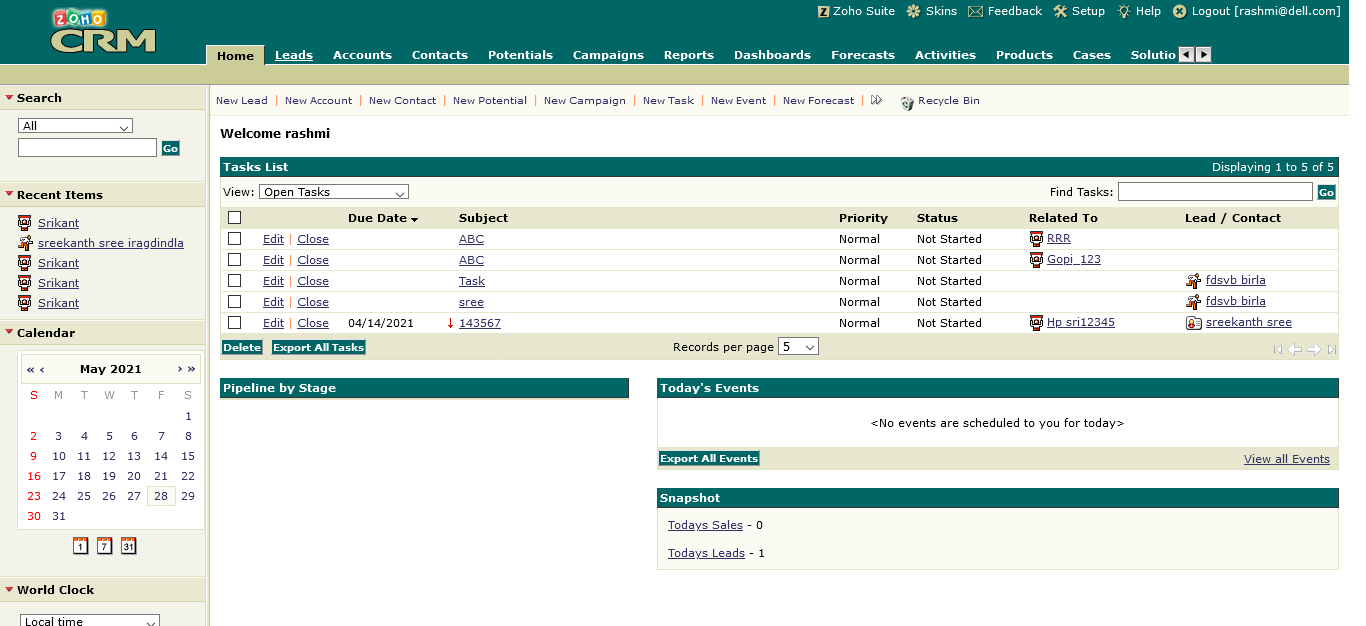 ZOHO
CRM
Zoho Suite Skins Feedback Setup Help Logout [rashmi@dell.com]
Home Leads Accounts Contacts Potentials Campaigns Reports Dashboards Forecasts Activities Products Cases Solutio
Search
All
Go
Recent Items
Srikant
sreekanth sree iragdindla
Srikant
Srikant
Srikant
Calendar
« ‹ May 2021 › »
S M T W T F S
1
2 3 4 5 6 7 8
9 10 11 12 13 14 15
16 17 18 19 20 21 22
23 24 25 26 27 28 29
30 31
1 7 31
World Clock
Local time
New Lead | New Account | New Contact | New Potential | New Campaign | New Task | New Event | New Forecast | Recycle Bin
Welcome rashmi
Tasks List Displaying 1 to 5 of 5
View: Open Tasks Find Tasks: Go
Due Date Subject Priority Status Related To Lead / Contact
Edit | Close ABC Normal Not Started RRR
Edit | Close ABC Normal Not Started Gopi_123
Edit | Close Task Normal Not Started fdsvb birla
Edit | Close sree Normal Not Started fdsvb birla
Edit | Close 04/14/2021 143567 Normal Not Started Hp sri12345 sreekanth sree
Delete Export All Tasks Records per page 5
Pipeline by Stage
Today's Events
<No events are scheduled to you for today>
Export All Events View all Events
Snapshot
Todays Sales - 0
Todays Leads - 1